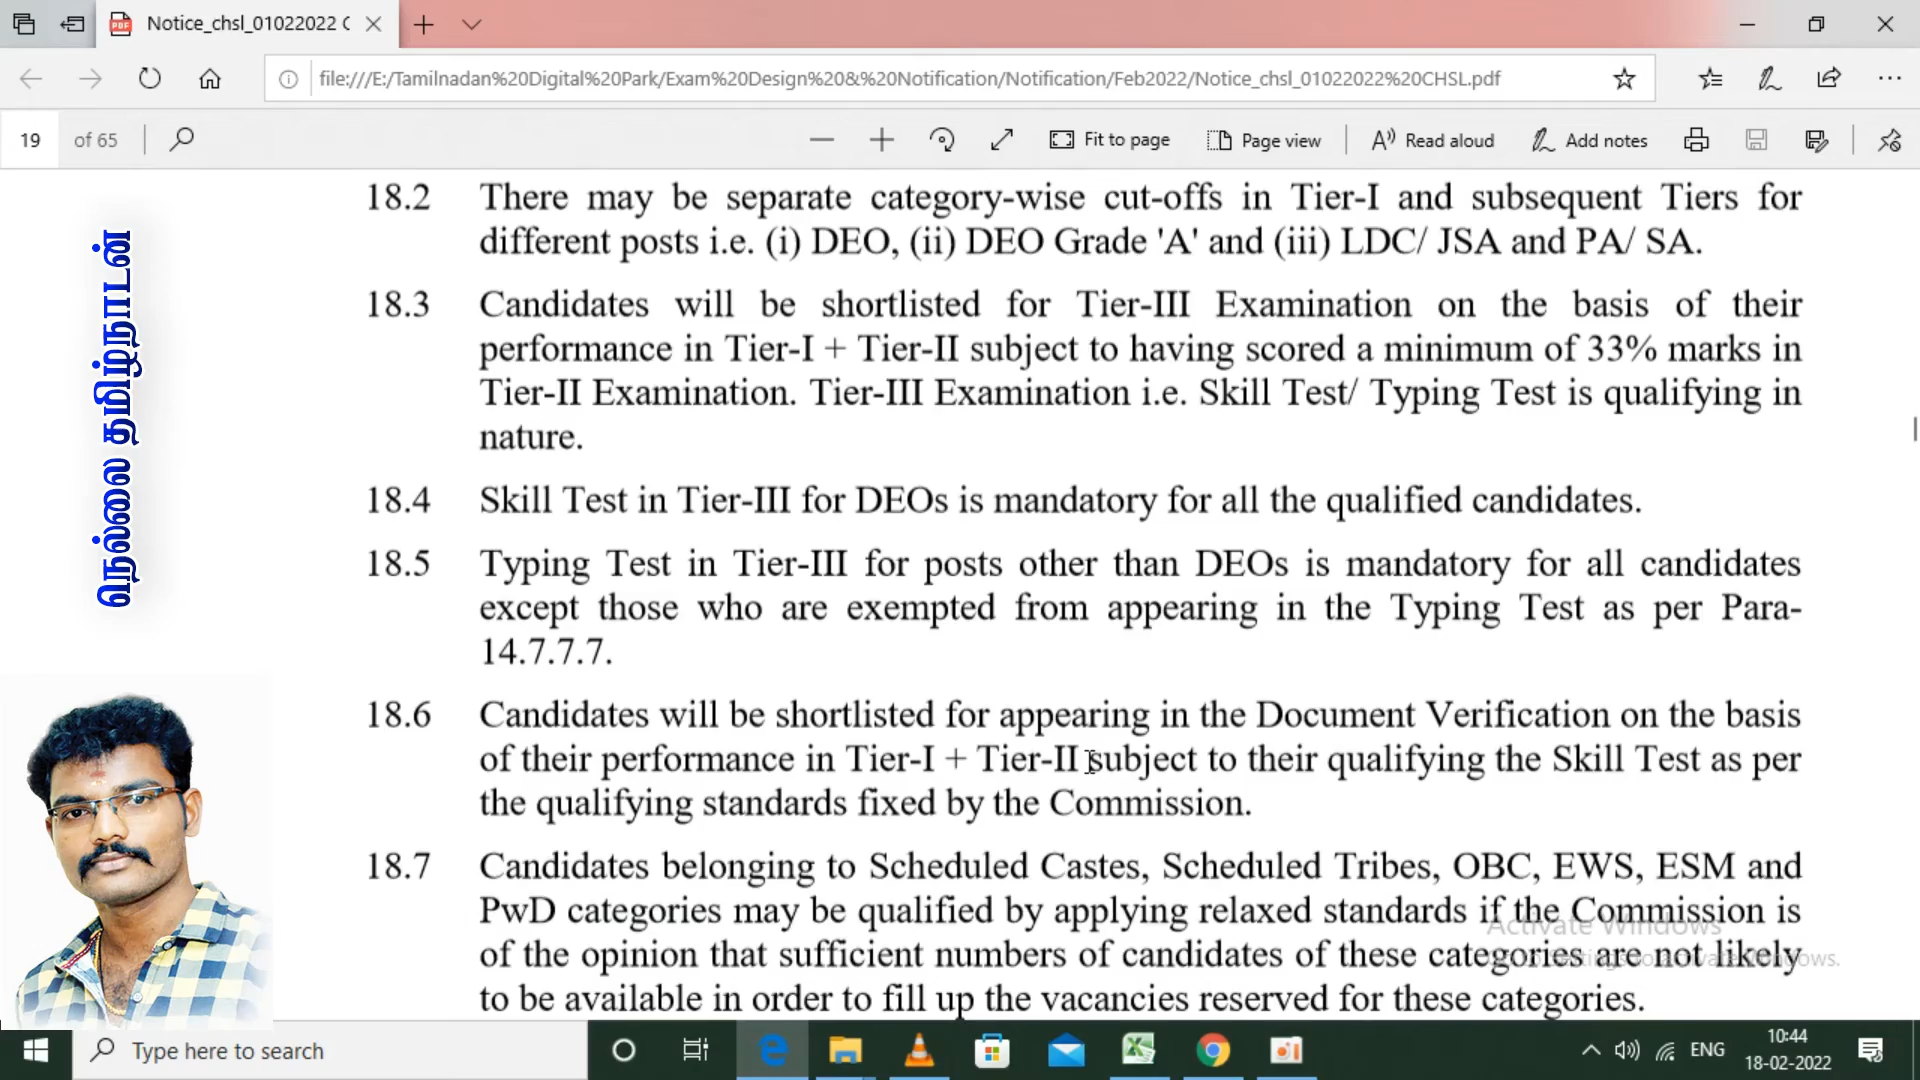 Notice_chsl_01022022 C
file:///E:/Tamilnadan%20Digital%20Park/Exam%20Design%20&%20Notification/Notification/Feb2022/Notice_chsl_01022022%20CHSL.pdf
19 of 65
Fit to page
Page view
Read aloud
Add notes
18.2 There may be separate category-wise cut-offs in Tier-I and subsequent Tiers for
different posts i.e. (i) DEO, (ii) DEO Grade 'A' and (iii) LDC/ JSA and PA/ SA.
18.3 Candidates will be shortlisted for Tier-III Examination on the basis of their
performance in Tier-I + Tier-II subject to having scored a minimum of 33% marks in
Tier-II Examination. Tier-III Examination i.e. Skill Test/ Typing Test is qualifying in
nature.
18.4 Skill Test in Tier-III for DEOs is mandatory for all the qualified candidates.
18.5 Typing Test in Tier-III for posts other than DEOs is mandatory for all candidates
except those who are exempted from appearing in the Typing Test as per Para-
14.7.7.7.
18.6 Candidates will be shortlisted for appearing in the Document Verification on the basis
of their performance in Tier-I + Tier-II subject to their qualifying the Skill Test as per
the qualifying standards fixed by the Commission.
18.7 Candidates belonging to Scheduled Castes, Scheduled Tribes, OBC, EWS, ESM and
PwD categories may be qualified by applying relaxed standards if the Commission is
of the opinion that sufficient numbers of candidates of these categories are not likely
to be available in order to fill up the vacancies reserved for these categories.
நெல்லை தமிழ்நாடன்
Activate Windows
Go to Settings to activate Windows.
Type here to search
ENG
10:44
18-02-2022